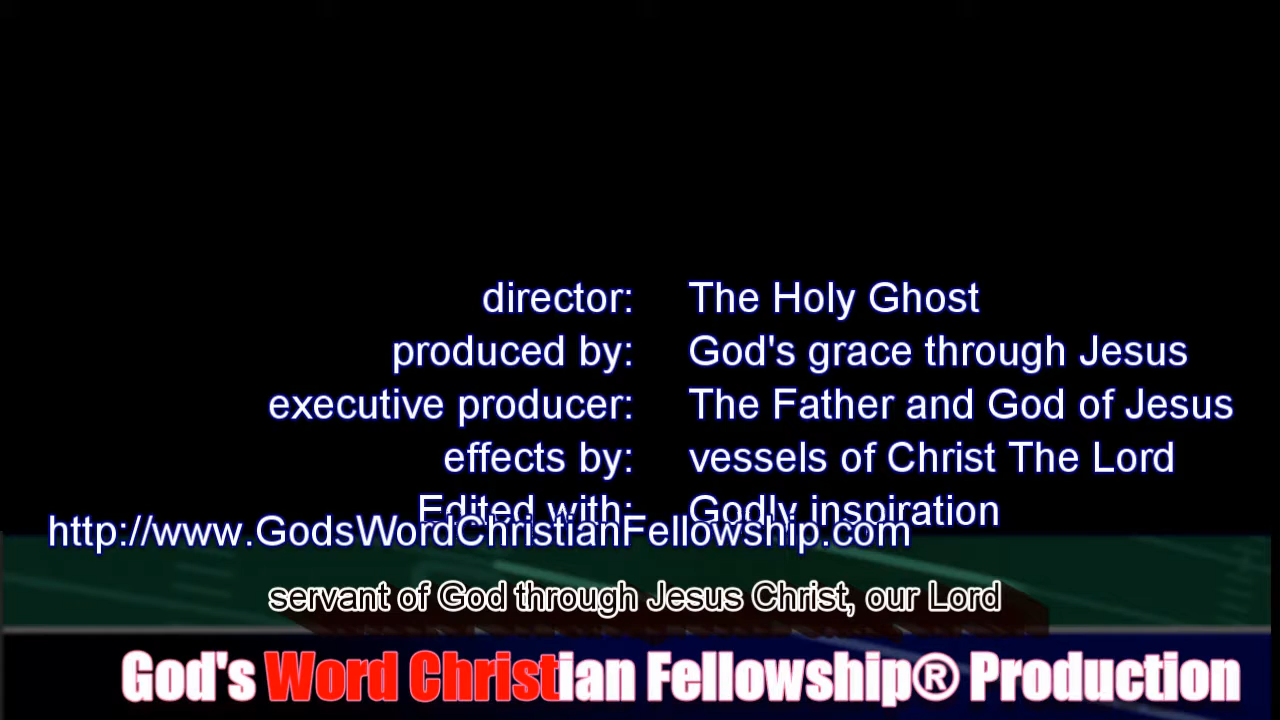 director: The Holy Ghost
produced by: God's grace through Jesus
executive producer: The Father and God of Jesus
effects by: vessels of Christ The Lord
Edited with: Godly inspiration
http://www.GodsWordChristianFellowship.com
servant of God through Jesus Christ, our Lord
God's Word Christian Fellowship® Production